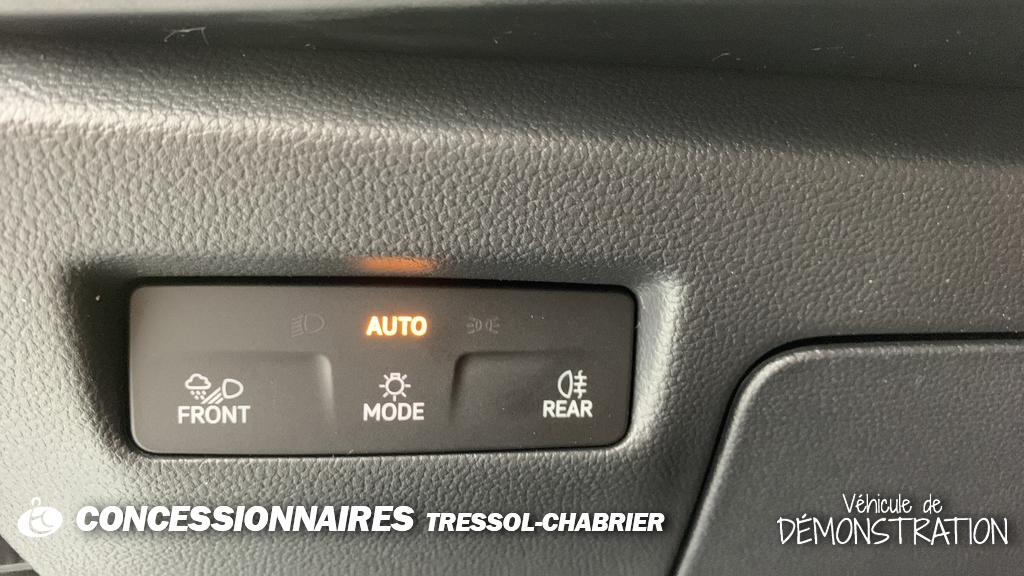 AUTO
FRONT
MODE
REAR
CONCESSIONNAIRES TRESSOL-CHABRIER
Véhicule de
DÉMONSTRATION